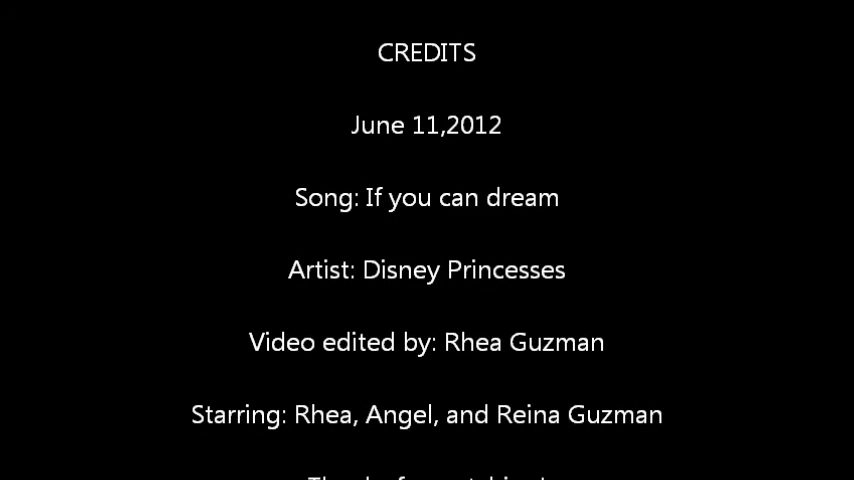 CREDITS
June 11,2012
Song: If you can dream
Artist: Disney Princesses
Video edited by: Rhea Guzman
Starring: Rhea, Angel, and Reina Guzman